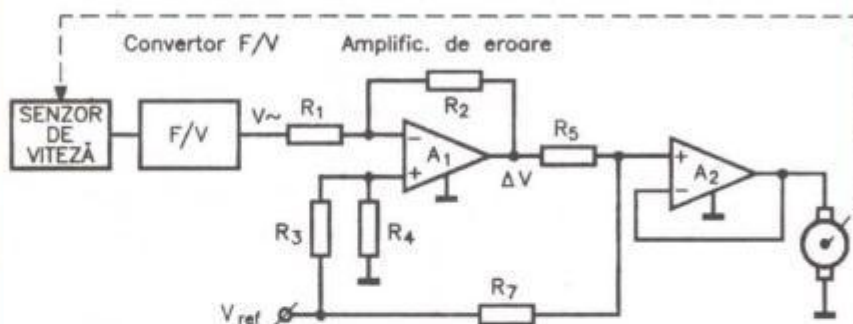 Convertor F/V
Amplific. de eroare
SENZOR
DE
VITEZĂ
F/V
V~
R1
R2
R3
R4
- 
+
A1
ΔV
R5
R7
+
-
A2
Vref